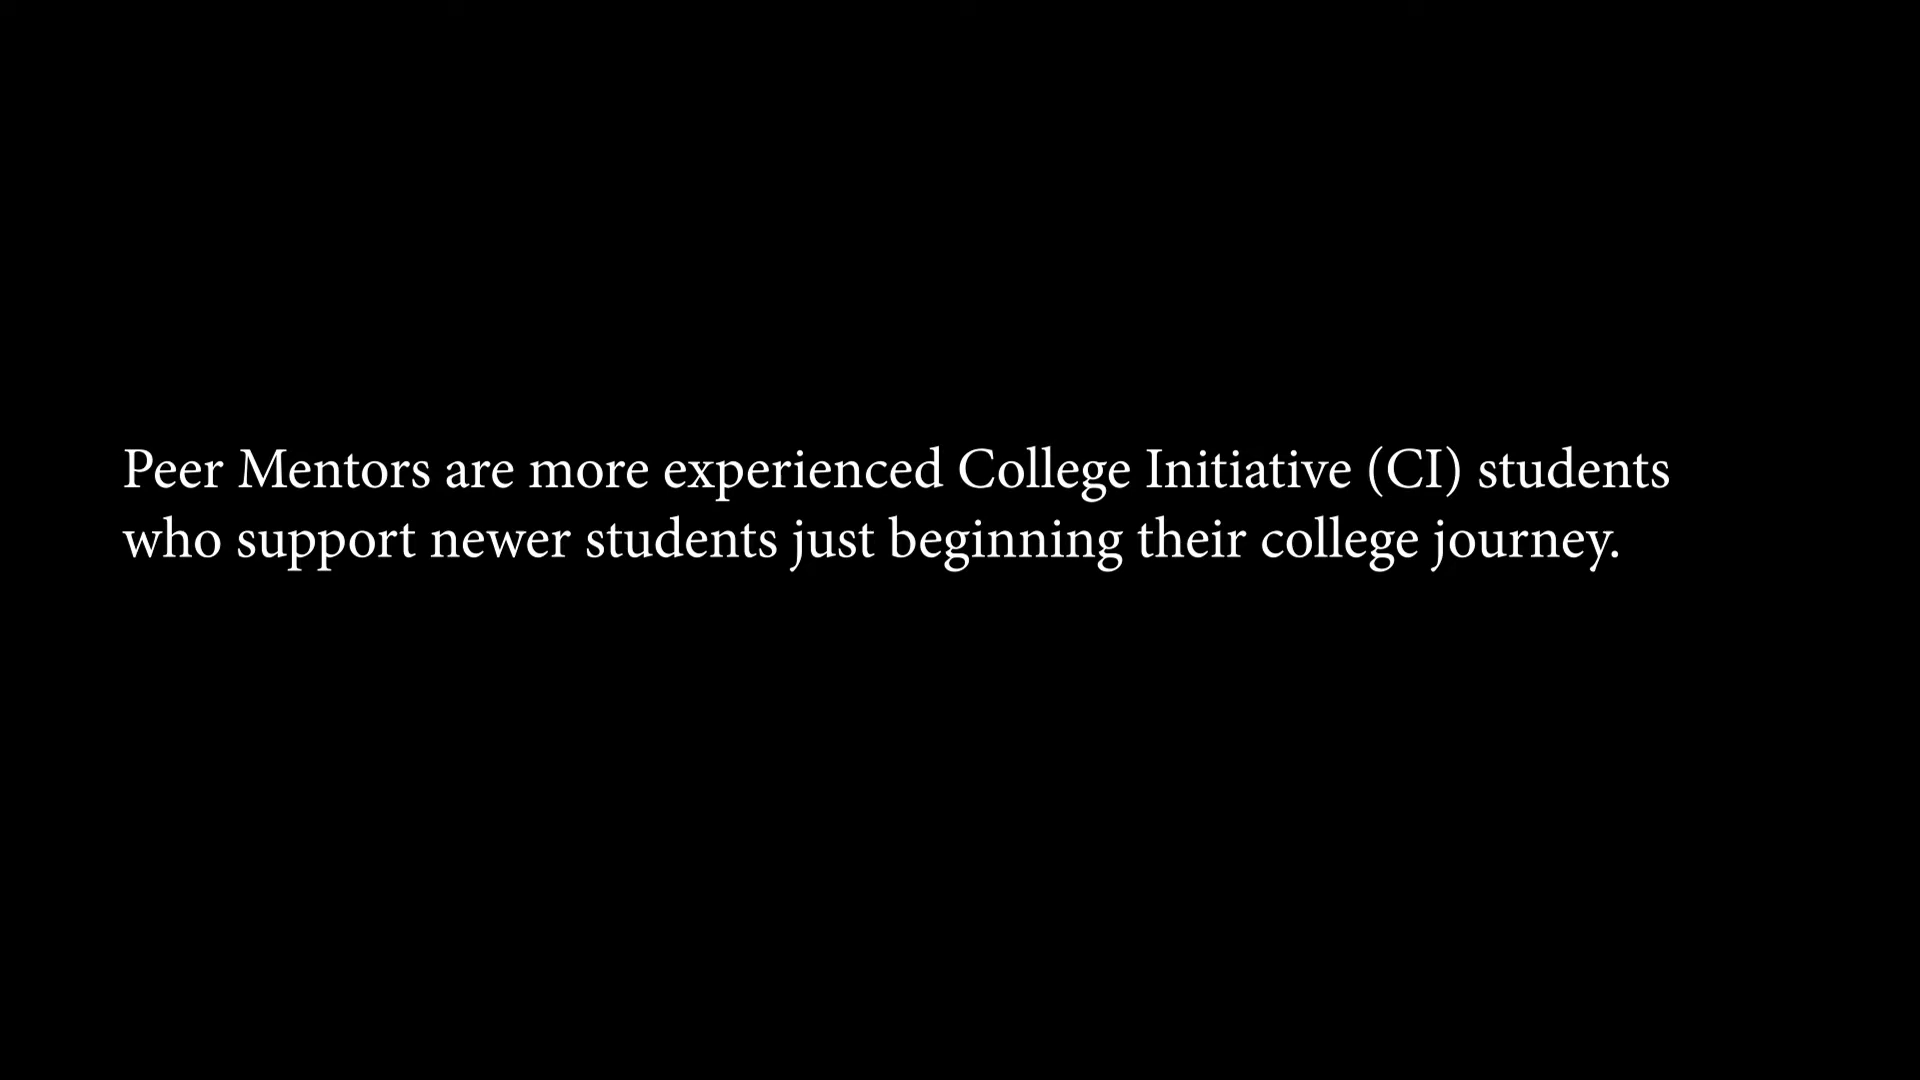 Peer Mentors are more experienced College Initiative (CI) students
who support newer students just beginning their college journey.